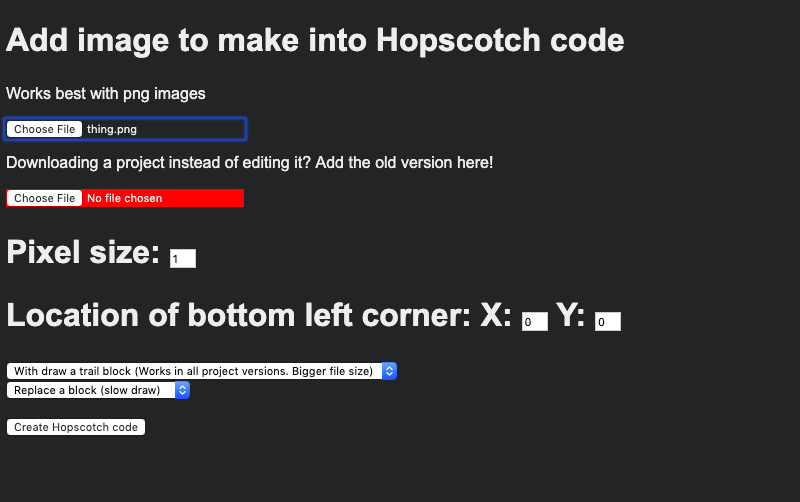 Add image to make into Hopscotch code
Works best with png images
Choose File thing.png
Downloading a project instead of editing it? Add the old version here!
Choose File No file chosen
Pixel size: 1
Location of bottom left corner: X: 0 Y: 0
With draw a trail block (Works in all project versions. Bigger file size)
Replace a block (slow draw)
Create Hopscotch code